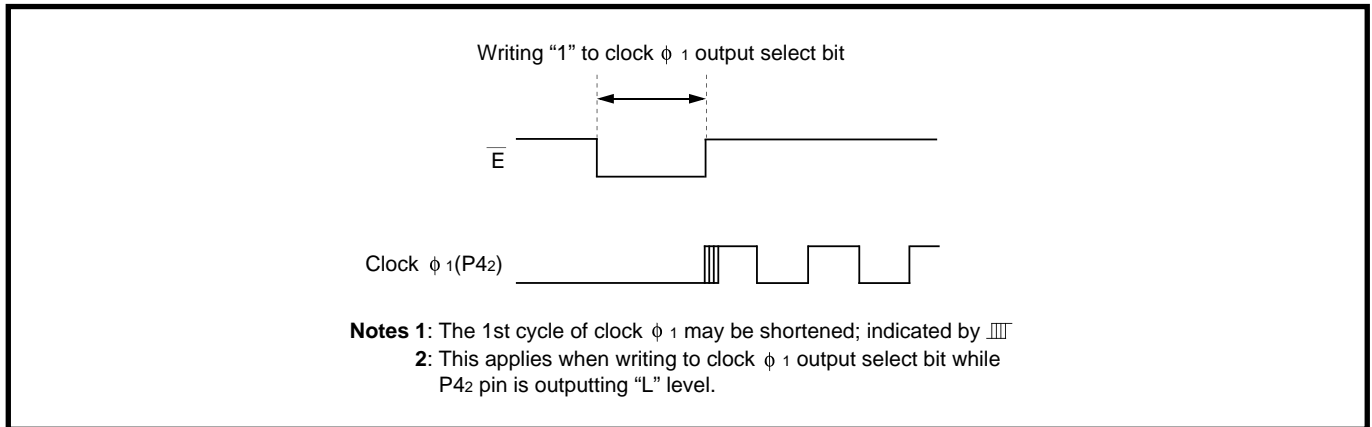 Writing “1” to clock ϕ 1 output select bit
E
Clock ϕ 1(P42)
Notes 1: The 1st cycle of clock ϕ 1 may be shortened; indicated by
2: This applies when writing to clock ϕ 1 output select bit while
P42 pin is outputting “L” level.